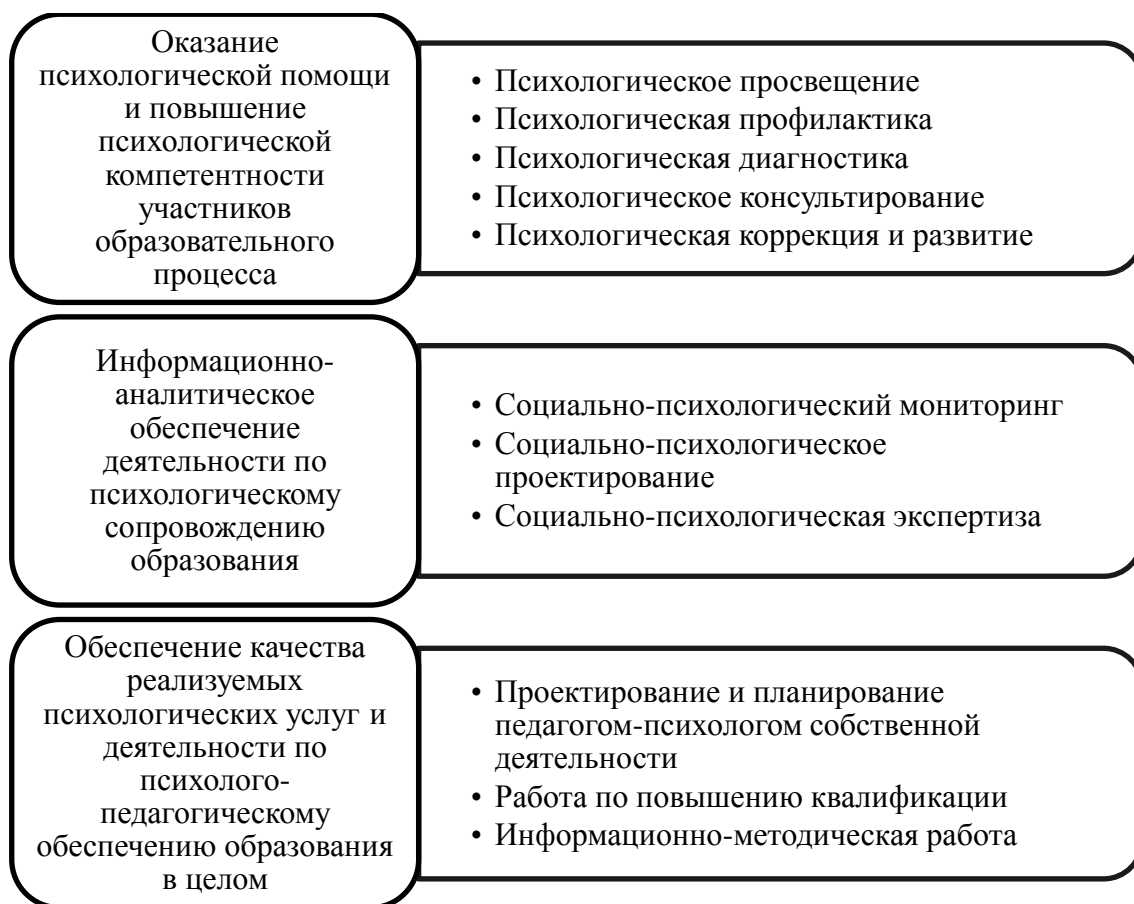 Оказание
психологической помощи
и повышение
психологической
компетентности
участников
образовательного
процесса
• Психологическое просвещение
• Психологическая профилактика
• Психологическая диагностика
• Психологическое консультирование
• Психологическая коррекция и развитие
Информационно-
аналитическое
обеспечение
деятельности по
психологическому
сопровождению
образования
• Социально-психологический мониторинг
• Социально-психологическое
проектирование
• Социально-психологическая экспертиза
Обеспечение качества
реализуемых
психологических услуг и
деятельности по
психолого-
педагогическому
обеспечению образования
в целом
• Проектирование и планирование
педагогом-психологом собственной
деятельности
• Работа по повышению квалификации
• Информационно-методическая работа